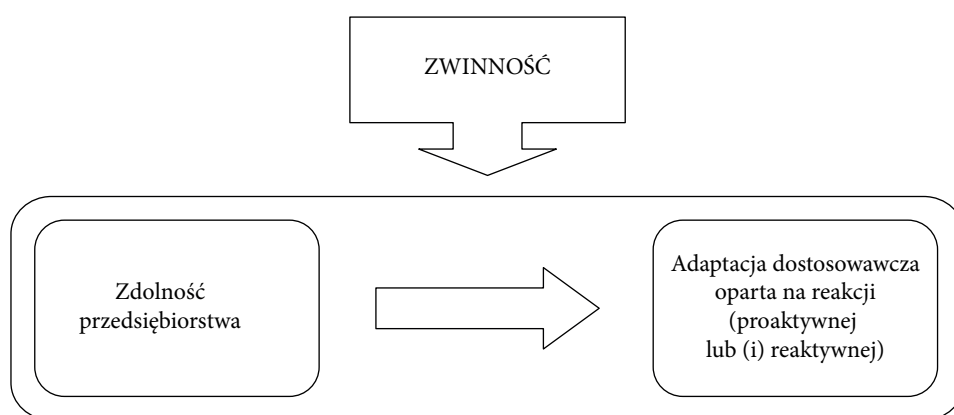 ZWINNOŚĆ
Zdolność
przedsiębiorstwa
Adaptacja dostosowawcza
oparta na reakcji
(proaktywnej
lub (i) reaktywnej)